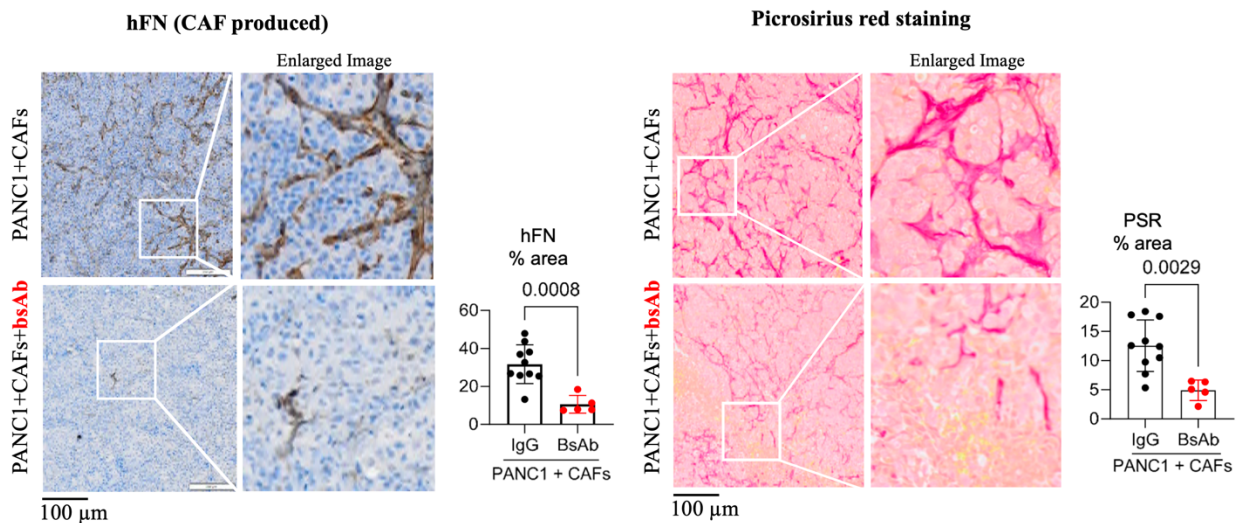 hFN (CAF produced)
Enlarged Image
PANC1+CAFs
PANC1+CAFs+bsAb
100 µm
hFN
% area
0.0008
60
40
20
0
IgG BsAb
PANC1 + CAFs
Picrosirius red staining
Enlarged Image
PANC1+CAFs
PANC1+CAFs+bsAb
PSR
% area
0.0029
20
15
10
5
0
IgG BsAb
PANC1 + CAFs